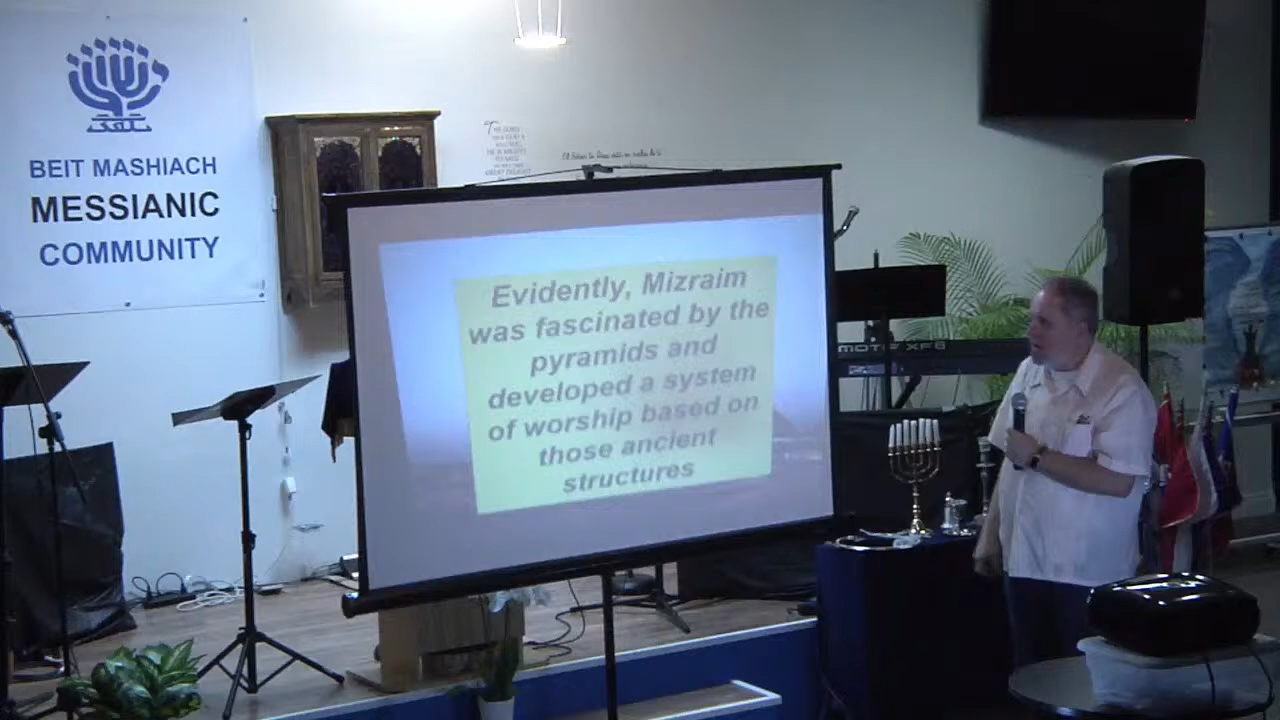 BEIT MASHIACH
MESSIANIC
COMMUNITY
Evidently, Mizraim
was fascinated by the
pyramids and
developed a system
of worship based on
those ancient
structures
MOTIF XF8